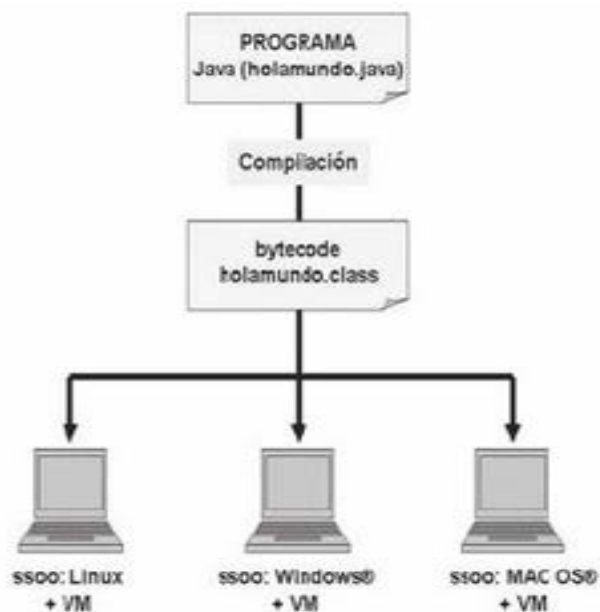 PROGRAMA
Java (holamundo.java)
Compilación
bytecode
holamundo.class
ssoo: Linux
+ VM
ssoo: Windows®
+ VM
ssoo: MAC OS®
+ VM